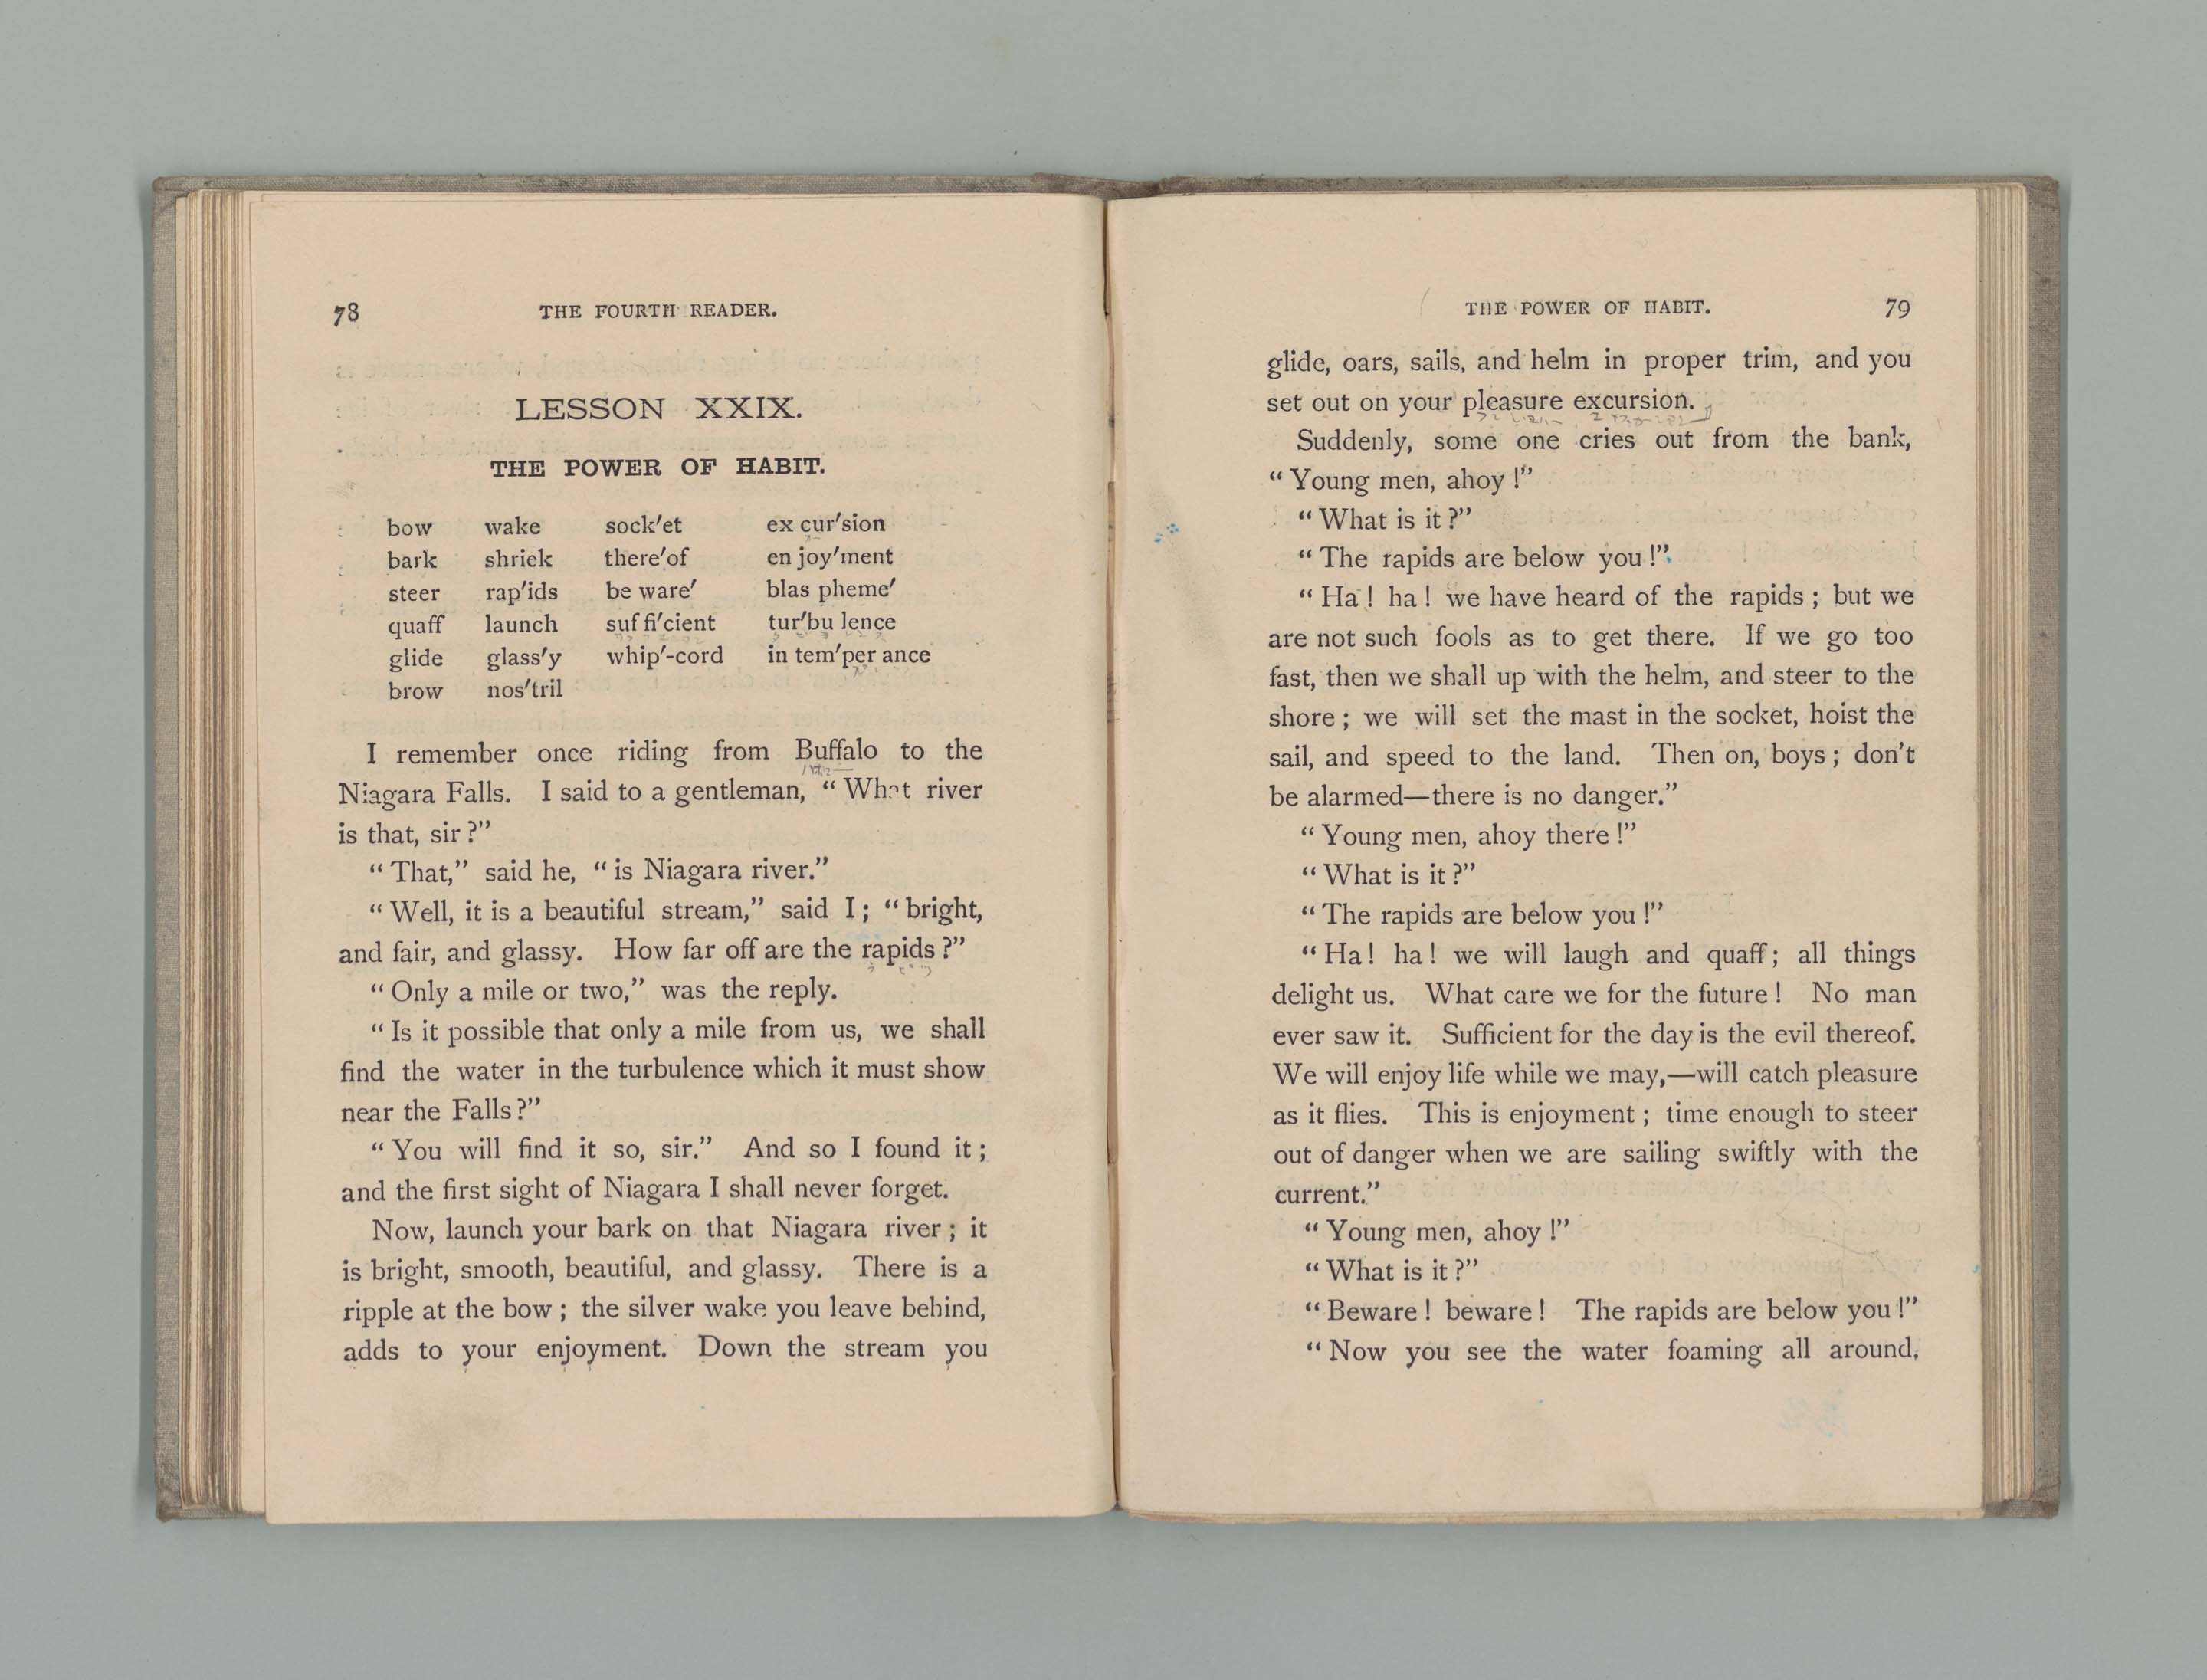 78
THE FOURTH READER.
LESSON XXIX.
THE POWER OF HABIT.
bow wake sock′et ex cur′sion
bark shriek there′of en joy′ment
steer rap′ids be ware′ blas pheme′
quaff launch suf fi′cient tur′bu lence
glide glass′y whip′-cord in tem′per ance
brow nos′tril
I remember once riding from Buffalo to the
Niagara Falls. I said to a gentleman, “What river
is that, sir?”
“That,” said he, “is Niagara river.”
“Well, it is a beautiful stream,” said I; “bright,
and fair, and glassy. How far off are the rapids?”
“Only a mile or two,” was the reply.
“Is it possible that only a mile from us, we shall
find the water in the turbulence which it must show
near the Falls?”
“You will find it so, sir.” And so I found it;
and the first sight of Niagara I shall never forget.
Now, launch your bark on that Niagara river; it
is bright, smooth, beautiful, and glassy. There is a
ripple at the bow; the silver wake you leave behind,
adds to your enjoyment. Down the stream you
THE POWER OF HABIT.
79
glide, oars, sails, and helm in proper trim, and you
set out on your pleasure excursion.
Suddenly, some one cries out from the bank,
“Young men, ahoy!”
“What is it?”
“The rapids are below you!”
“Ha! ha! we have heard of the rapids; but we
are not such fools as to get there. If we go too
fast, then we shall up with the helm, and steer to the
shore; we will set the mast in the socket, hoist the
sail, and speed to the land. Then on, boys; don’t
be alarmed—there is no danger.”
“Young men, ahoy there!”
“What is it?”
“The rapids are below you!”
“Ha! ha! we will laugh and quaff; all things
delight us. What care we for the future! No man
ever saw it. Sufficient for the day is the evil thereof.
We will enjoy life while we may,—will catch pleasure
as it flies. This is enjoyment; time enough to steer
out of danger when we are sailing swiftly with the
current.”
“Young men, ahoy!”
“What is it?”
“Beware! beware! The rapids are below you!”
“Now you see the water foaming all around.